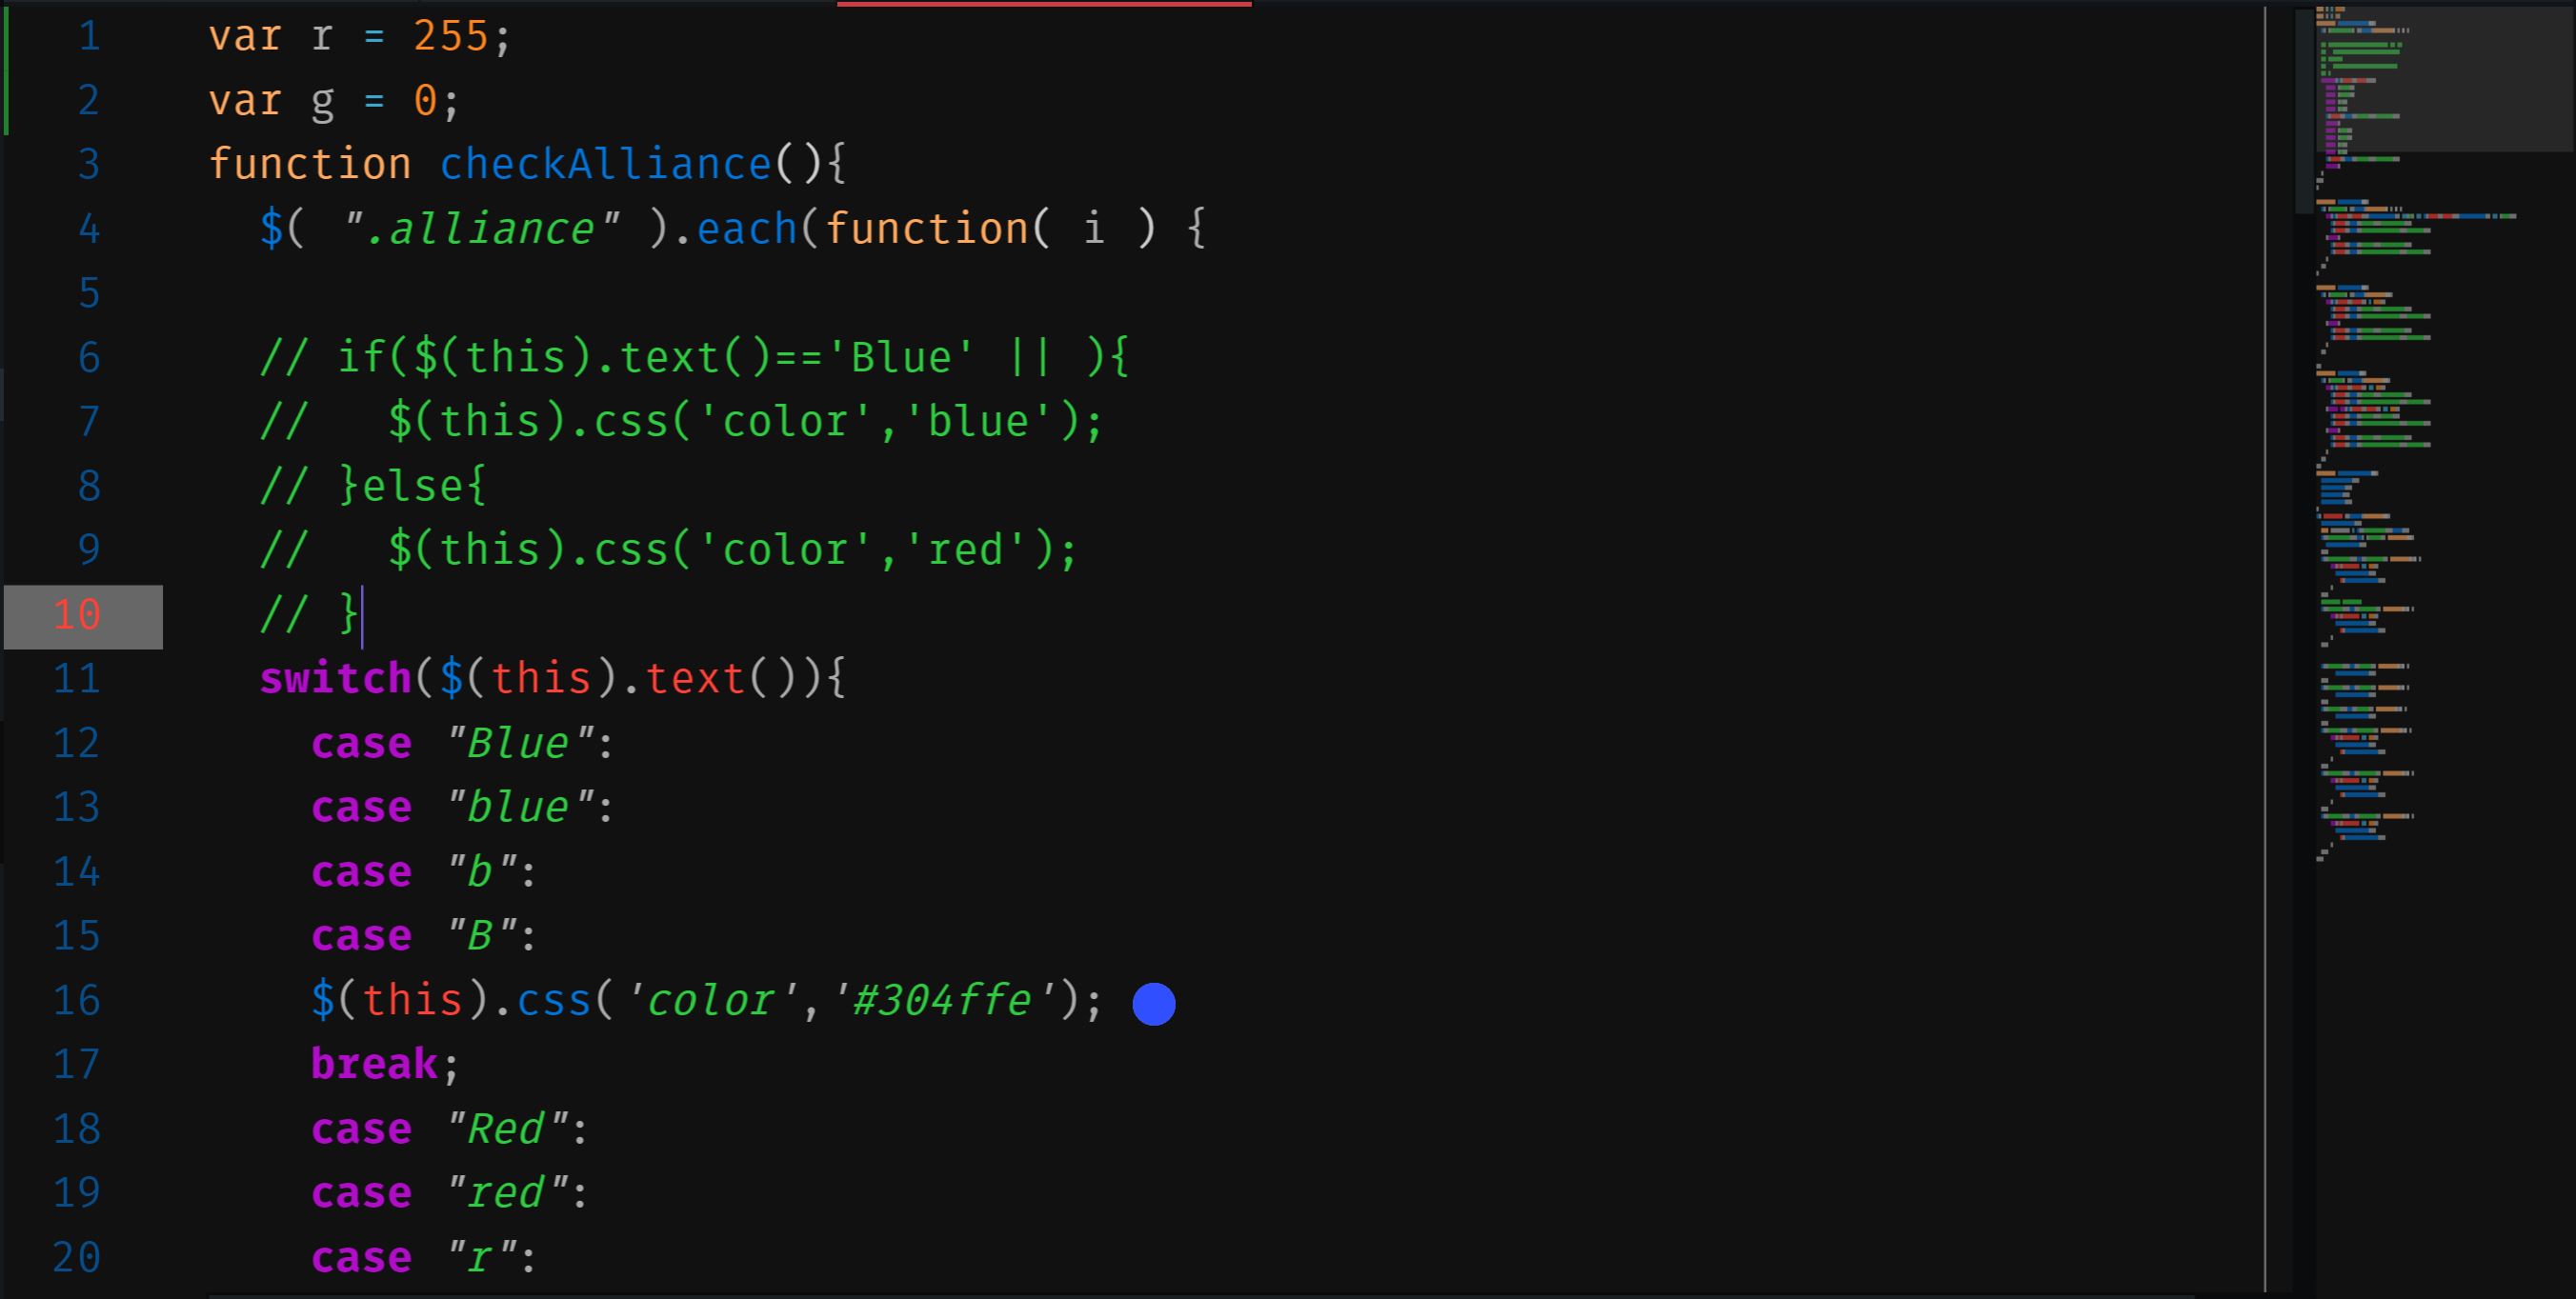 1 var r = 255;
2 var g = 0;
3 function checkAlliance(){
4 $( ".alliance" ).each(function( i ) {
5
6 // if($(this).text()=='Blue' || ){
7 //   $(this).css('color','blue');
8 // }else{
9 //   $(this).css('color','red');
10 // }
11 switch($(this).text()){
12 case "Blue":
13 case "blue":
14 case "b":
15 case "B":
16 $(this).css('color','#304ffe');
17 break;
18 case "Red":
19 case "red":
20 case "r":